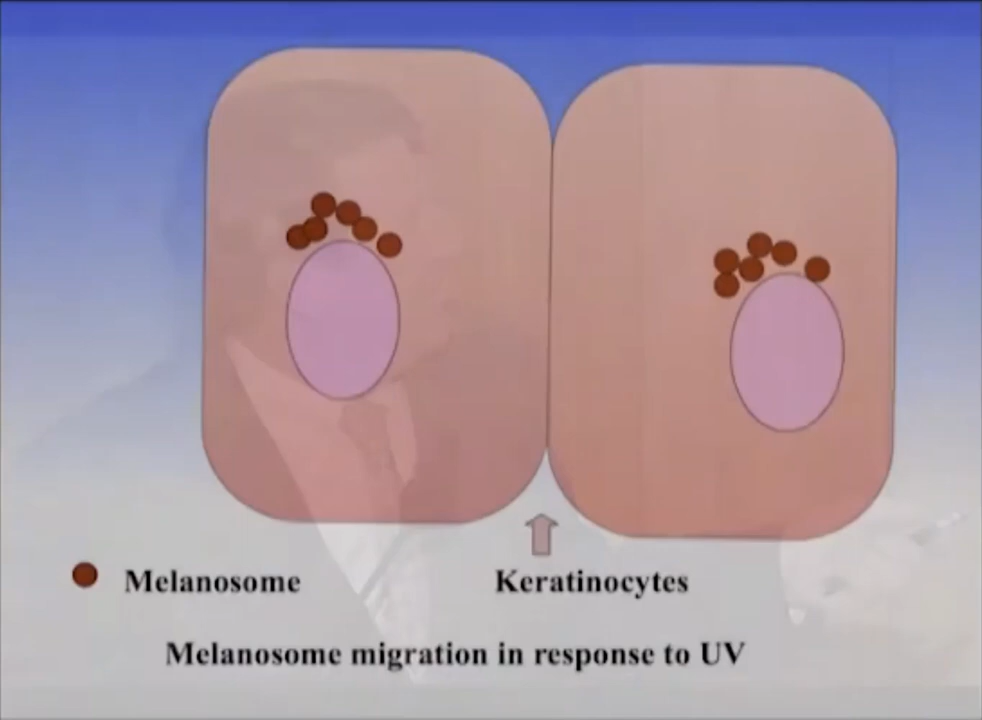 Melanosome
Keratinocytes
Melanosome migration in response to UV